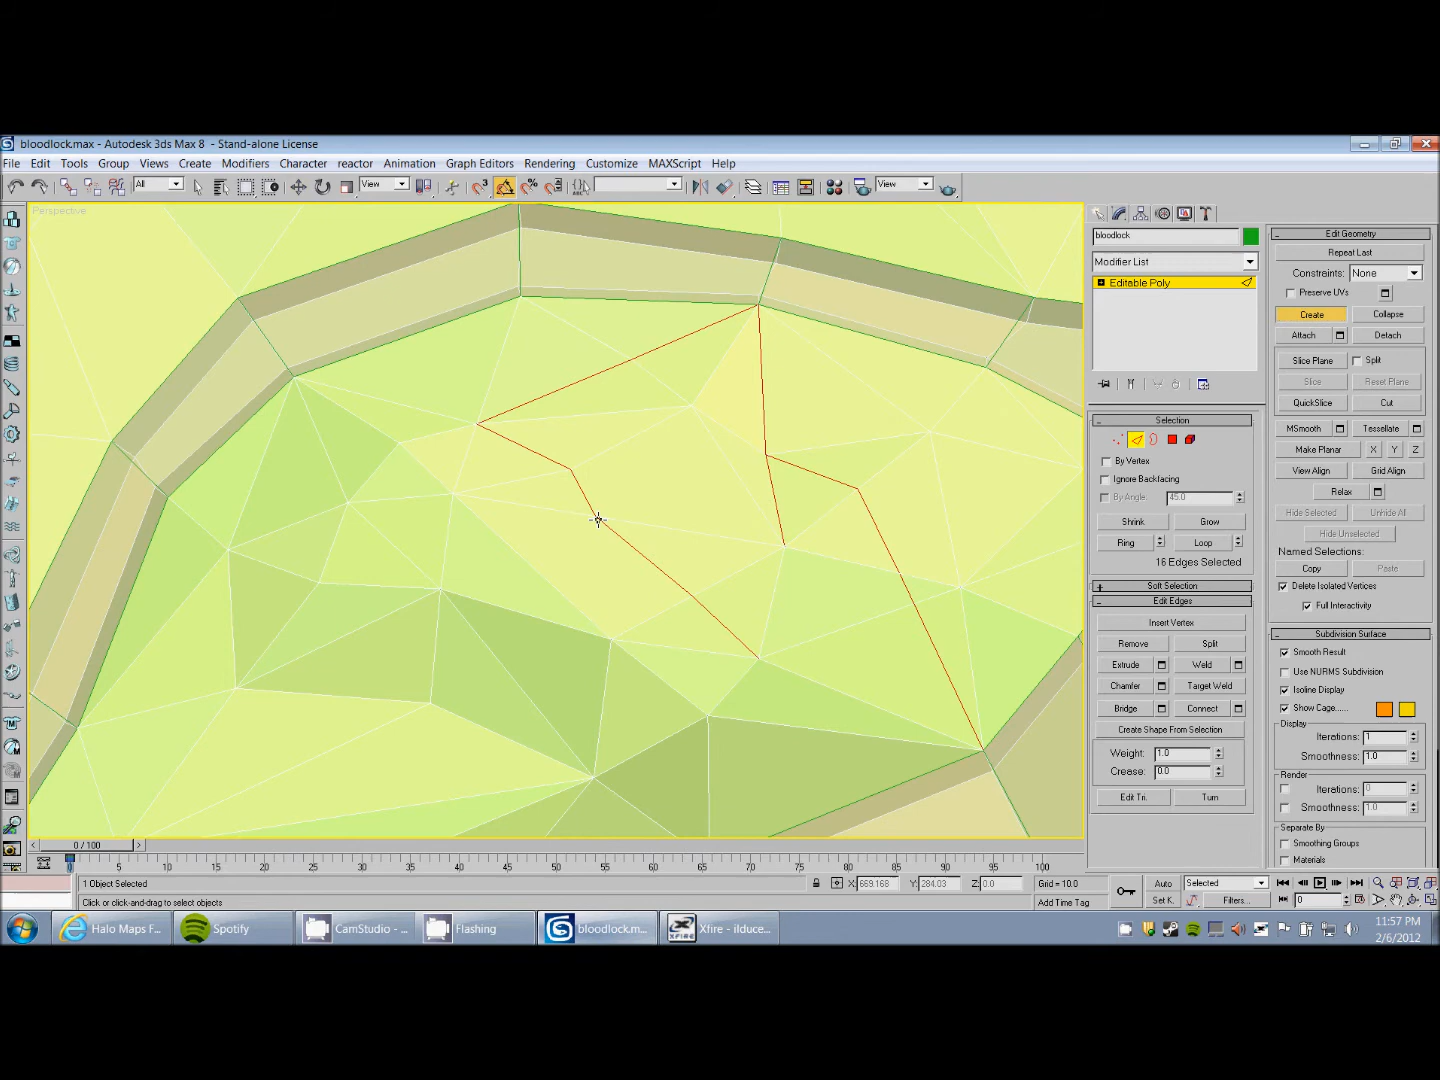 bloodlock.max - Autodesk 3ds Max 8 - Stand-alone License
File Edit Tools Group Views Create Modifiers Character reactor Animation Graph Editors Rendering Customize MAXScript Help
All View View
Perspective
bloodlock
Modifier List
Editable Poly
Selection
By Vertex
Ignore Backfacing
By Angle: 45.0
Shrink Grow
Ring Loop
16 Edges Selected
Soft Selection
Edit Edges
Insert Vertex
Remove Split
Extrude Weld
Chamfer Target Weld
Bridge Connect
Create Shape From Selection
Weight: 1.0
Crease: 0.0
Edit Tri. Turn
Edit Geometry
Repeat Last
Constraints: None
Preserve UVs
Create Collapse
Attach Detach
Slice Plane Split
Slice Reset Plane
QuickSlice Cut
MSmooth Tessellate
Make Planar X Y Z
View Align Grid Align
Relax
Hide Selected Unhide All
Hide Unselected
Named Selections:
Copy Paste
Delete Isolated Vertices
Full Interactivity
Subdivision Surface
Smooth Result
Use NURMS Subdivision
Isoline Display
Show Cage......
Display
Iterations: 1
Smoothness: 1.0
Render
Iterations: 0
Smoothness: 1.0
Separate By
Smoothing Groups
Materials
0 / 100
0 5 10 15 20 25 30 35 40 45 50 55 60 65 70 75 80 85 90 95 100
1 Object Selected X: 669.168 Y: 284.03 Z: 0.0 Grid = 10.0 Auto Selected
Click or click-and-drag to select objects Add Time Tag Set K. Filters... 0
Halo Maps F... Spotify CamStudio - ... Flashing bloodlock.m... Xfire - ilduce...
11:57 PM
2/6/2012